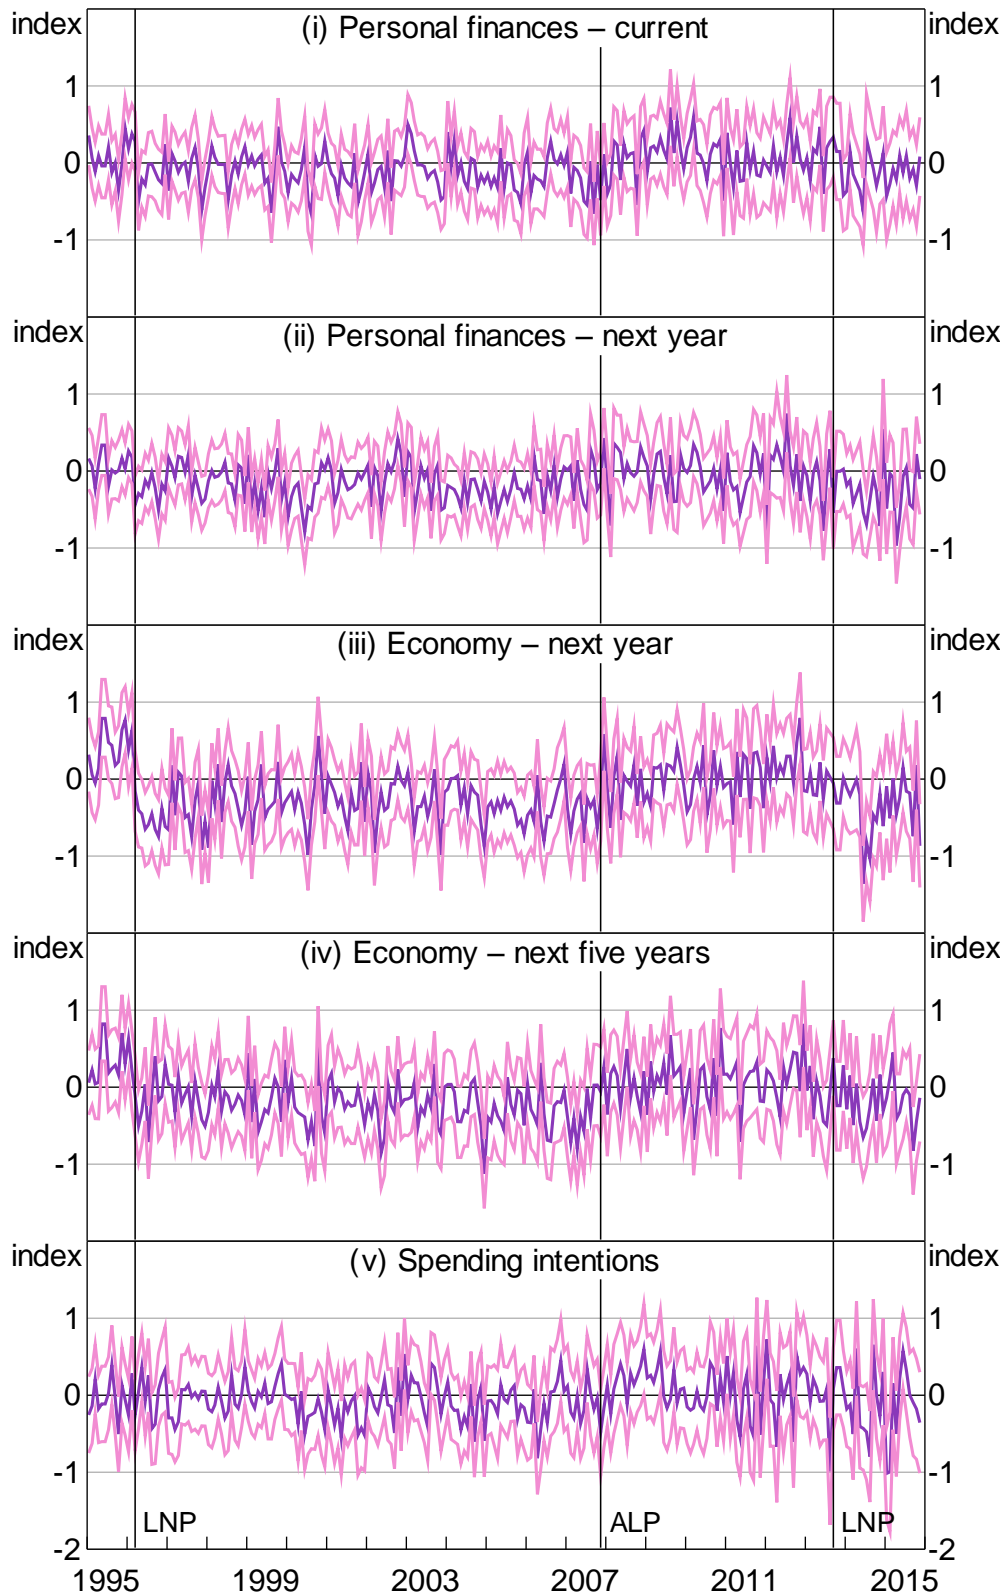 index (i) Personal finances – current index
1 1
0 0
-1 -1
index (ii) Personal finances – next year index
1 1
0 0
-1 -1
index (iii) Economy – next year index
1 1
0 0
-1 -1
index (iv) Economy – next five years index
1 1
0 0
-1 -1
index (v) Spending intentions index
1 1
0 0
-1 -1
LNP ALP LNP
-2 -2
1995 1999 2003 2007 2011 2015